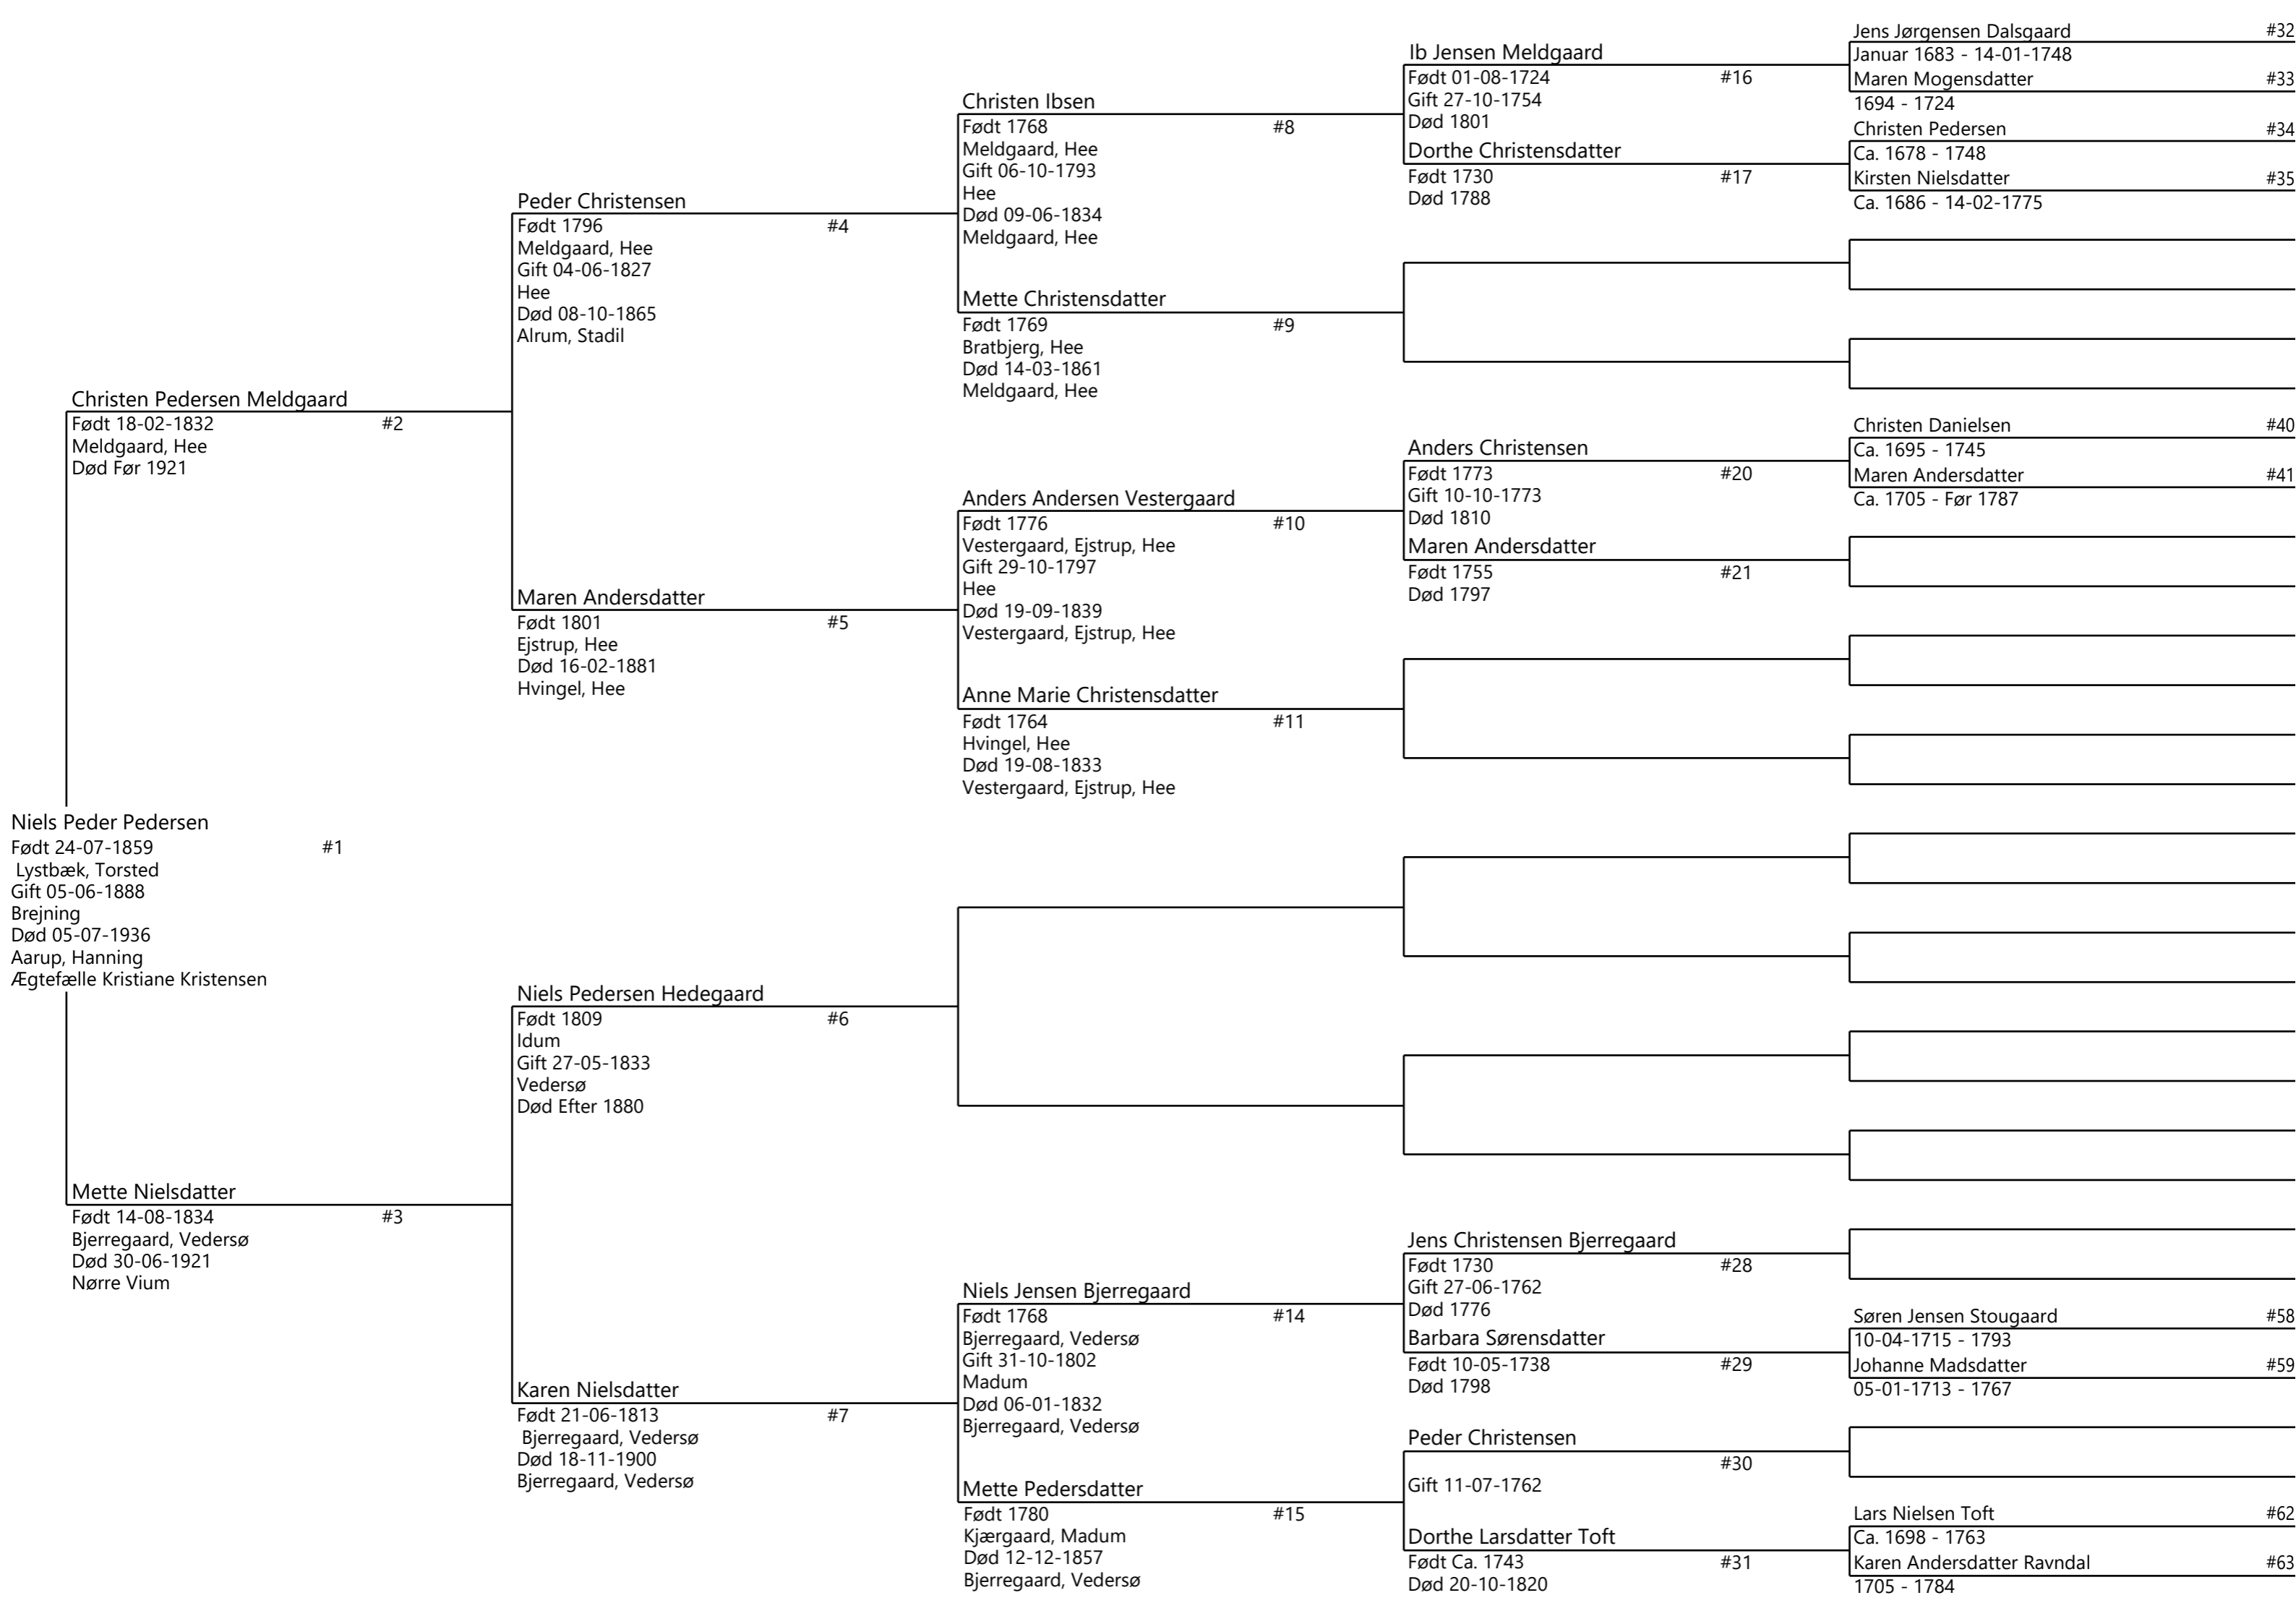 Niels Peder Pedersen
Født 24-07-1859 #1
Lystbæk, Torsted
Gift 05-06-1888
Brejning
Død 05-07-1936
Aarup, Hanning
Ægtefælle Kristiane Kristensen
Christen Pedersen Meldgaard
Født 18-02-1832 #2
Meldgaard, Hee
Død Før 1921
Mette Nielsdatter
Født 14-08-1834 #3
Bjerregaard, Vedersø
Død 30-06-1921
Nørre Vium
Peder Christensen
Født 1796 #4
Meldgaard, Hee
Gift 04-06-1827
Hee
Død 08-10-1865
Alrum, Stadil
Maren Andersdatter
Født 1801 #5
Ejstrup, Hee
Død 16-02-1881
Hvingel, Hee
Niels Pedersen Hedegaard
Født 1809 #6
Idum
Gift 27-05-1833
Vedersø
Død Efter 1880
Karen Nielsdatter
Født 21-06-1813 #7
Bjerregaard, Vedersø
Død 18-11-1900
Bjerregaard, Vedersø
Christen Ibsen
Født 1768 #8
Meldgaard, Hee
Gift 06-10-1793
Hee
Død 09-06-1834
Meldgaard, Hee
Mette Christensdatter
Født 1769 #9
Bratbjerg, Hee
Død 14-03-1861
Meldgaard, Hee
Anders Andersen Vestergaard
Født 1776 #10
Vestergaard, Ejstrup, Hee
Gift 29-10-1797
Hee
Død 19-09-1839
Vestergaard, Ejstrup, Hee
Anne Marie Christensdatter
Født 1764 #11
Hvingel, Hee
Død 19-08-1833
Vestergaard, Ejstrup, Hee
Niels Jensen Bjerregaard
Født 1768 #14
Bjerregaard, Vedersø
Gift 31-10-1802
Madum
Død 06-01-1832
Bjerregaard, Vedersø
Mette Pedersdatter
Født 1780 #15
Kjærgaard, Madum
Død 12-12-1857
Bjerregaard, Vedersø
Ib Jensen Meldgaard
Født 01-08-1724 #16
Gift 27-10-1754
Død 1801
Dorthe Christensdatter
Født 1730 #17
Død 1788
Anders Christensen
Født 1773 #20
Gift 10-10-1773
Død 1810
Maren Andersdatter
Født 1755 #21
Død 1797
Jens Christensen Bjerregaard
Født 1730 #28
Gift 27-06-1762
Død 1776
Barbara Sørensdatter
Født 10-05-1738 #29
Død 1798
Peder Christensen
#30
Gift 11-07-1762
Dorthe Larsdatter Toft
Født Ca. 1743 #31
Død 20-10-1820
Jens Jørgensen Dalsgaard #32
Januar 1683 - 14-01-1748
Maren Mogensdatter #33
1694 - 1724
Christen Pedersen #34
Ca. 1678 - 1748
Kirsten Nielsdatter #35
Ca. 1686 - 14-02-1775
Christen Danielsen #40
Ca. 1695 - 1745
Maren Andersdatter #41
Ca. 1705 - Før 1787
Søren Jensen Stougaard #58
10-04-1715 - 1793
Johanne Madsdatter #59
05-01-1713 - 1767
Lars Nielsen Toft #62
Ca. 1698 - 1763
Karen Andersdatter Ravndal #63
1705 - 1784